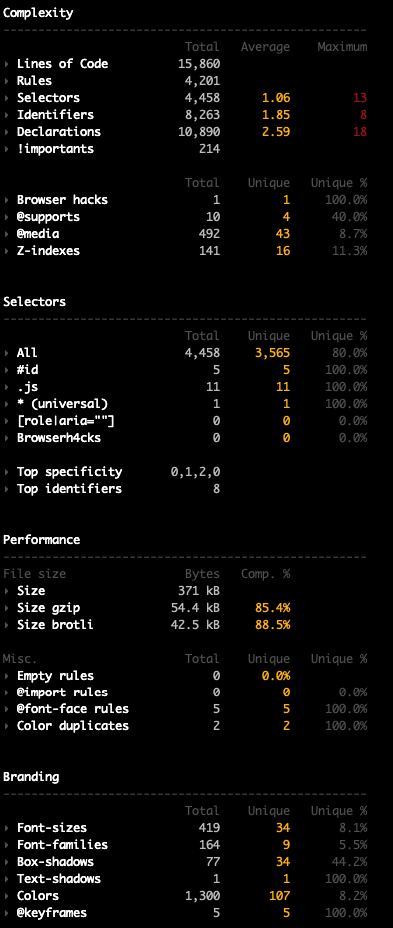 Complexity
Total Average Maximum
Lines of Code 15,860
Rules 4,201
Selectors 4,458 1.06 13
Identifiers 8,263 1.85 8
Declarations 10,890 2.59 18
!importants 214
Total Unique Unique %
Browser hacks 1 1 100.0%
@supports 10 4 40.0%
@media 492 43 8.7%
Z-indexes 141 16 11.3%
Selectors
Total Unique Unique %
All 4,458 3,565 80.0%
#id 5 5 100.0%
.js 11 11 100.0%
* (universal) 1 1 100.0%
[role|aria=""] 0 0 0.0%
Browserh4cks 0 0 0.0%
Top specificity 0,1,2,0
Top identifiers 8
Performance
File size Bytes Comp. %
Size 371 kB
Size gzip 54.4 kB 85.4%
Size brotli 42.5 kB 88.5%
Misc. Total Unique Unique %
Empty rules 0 0.0%
@import rules 0 0 0.0%
@font-face rules 5 5 100.0%
Color duplicates 2 2 100.0%
Branding
Total Unique Unique %
Font-sizes 419 34 8.1%
Font-families 164 9 5.5%
Box-shadows 77 34 44.2%
Text-shadows 1 1 100.0%
Colors 1,300 107 8.2%
@keyframes 5 5 100.0%